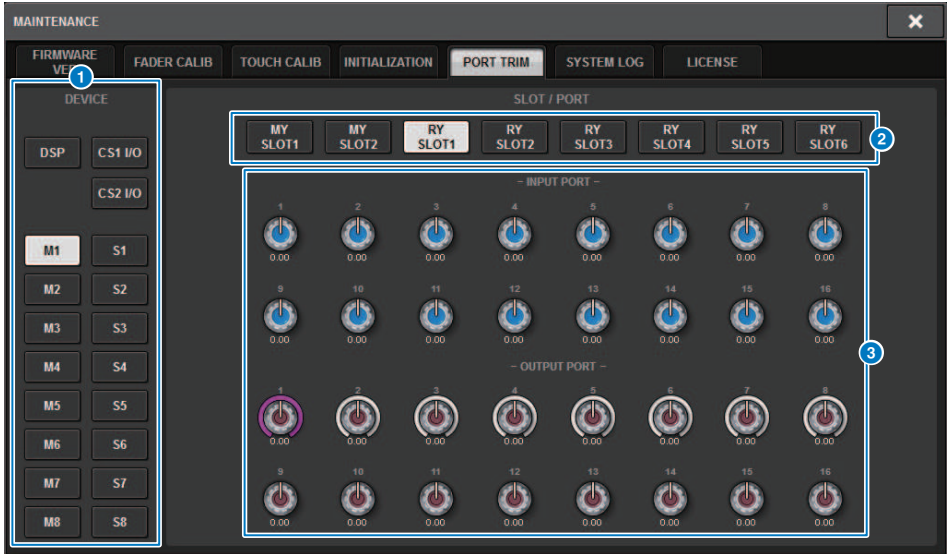 MAINTENANCE
FIRMWARE
VER
FADER CALIB
TOUCH CALIB
INITIALIZATION
PORT TRIM
SYSTEM LOG
LICENSE
1
DEVICE
DSP
CS1 I/O
CS2 I/O
M1
S1
M2
S2
M3
S3
M4
S4
M5
S5
M6
S6
M7
S7
M8
S8
SLOT / PORT
MY
SLOT1
MY
SLOT2
RY
SLOT1
RY
SLOT2
RY
SLOT3
RY
SLOT4
RY
SLOT5
RY
SLOT6
2
– INPUT PORT –
1 2 3 4 5 6 7 8
0.00 0.00 0.00 0.00 0.00 0.00 0.00 0.00
9 10 11 12 13 14 15 16
0.00 0.00 0.00 0.00 0.00 0.00 0.00 0.00
3
– OUTPUT PORT –
1 2 3 4 5 6 7 8
0.00 0.00 0.00 0.00 0.00 0.00 0.00 0.00
9 10 11 12 13 14 15 16
0.00 0.00 0.00 0.00 0.00 0.00 0.00 0.00